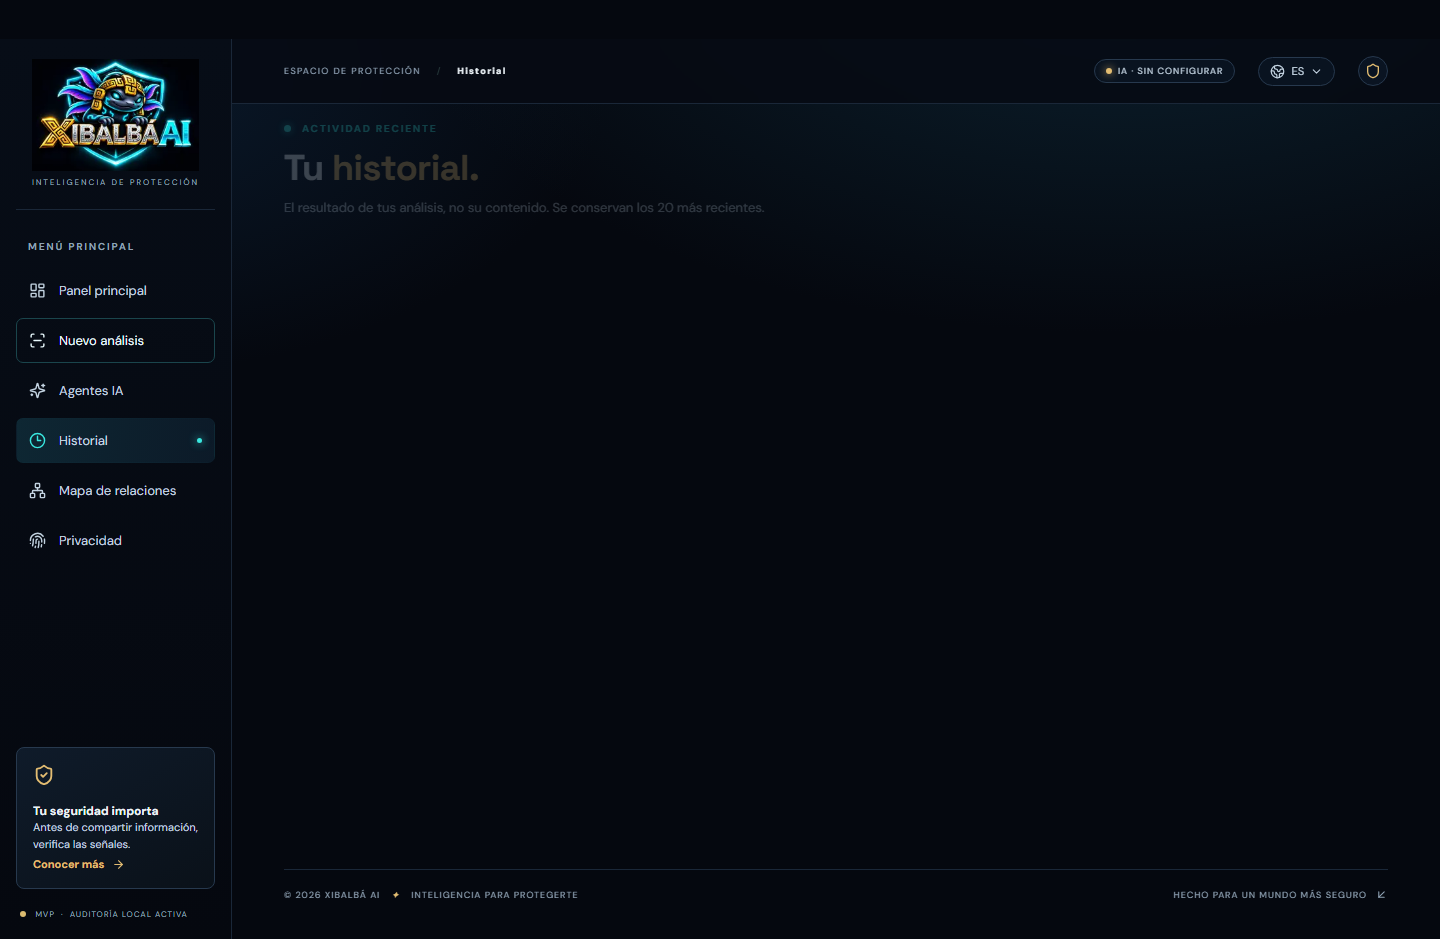 XIBALBÁAI
INTELIGENCIA DE PROTECCIÓN
MENÚ PRINCIPAL
Panel principal
Nuevo análisis
Agentes IA
Historial
Mapa de relaciones
Privacidad
Tu seguridad importa
Antes de compartir información,
verifica las señales.
Conocer más
MVP · AUDITORÍA LOCAL ACTIVA
ESPACIO DE PROTECCIÓN / Historial
IA · SIN CONFIGURAR
ES
ACTIVIDAD RECIENTE
Tu historial.
El resultado de tus análisis, no su contenido. Se conservan los 20 más recientes.
© 2026 XIBALBÁ AI ✦ INTELIGENCIA PARA PROTEGERTE
HECHO PARA UN MUNDO MÁS SEGURO